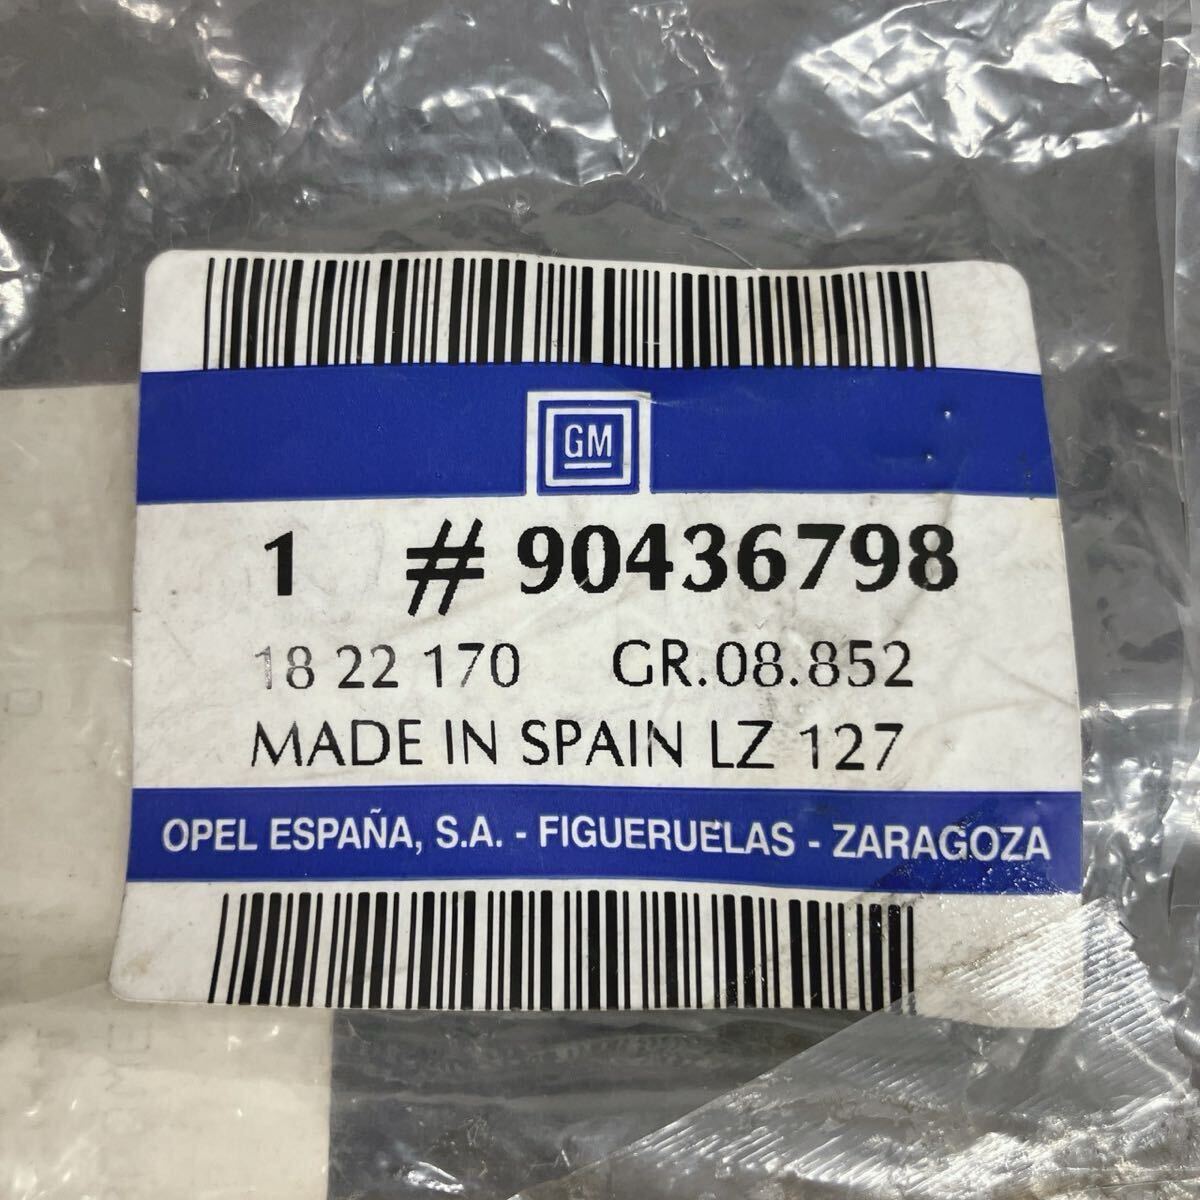 GM
1 # 90436798
18 22 170 GR.08.852
MADE IN SPAIN LZ 127
OPEL ESPAÑA, S.A. - FIGUERUELAS - ZARAGOZA